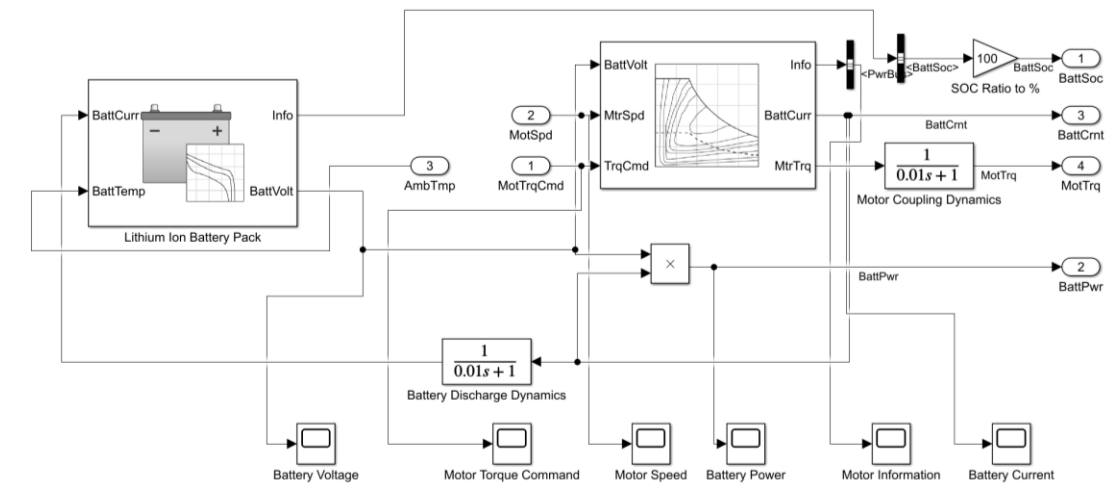 BattCurr
Info
BattTemp
BattVolt
− +
Lithium Ion Battery Pack
3
AmbTmp
2
MotSpd
1
MotTrqCmd
BattVolt
Info
MtrSpd
BattCurr
TrqCmd
MtrTrq
<BattSoc>
100
BattSoc
1
BattSoc
SOC Ratio to %
BattCrnt
3
BattCrnt
1
0.01s + 1
MotTrq
4
MotTrq
Motor Coupling Dynamics
×
BattPwr
2
BattPwr
1
0.01s + 1
Battery Discharge Dynamics
Battery Voltage
Motor Torque Command
Motor Speed
Battery Power
Motor Information
Battery Current